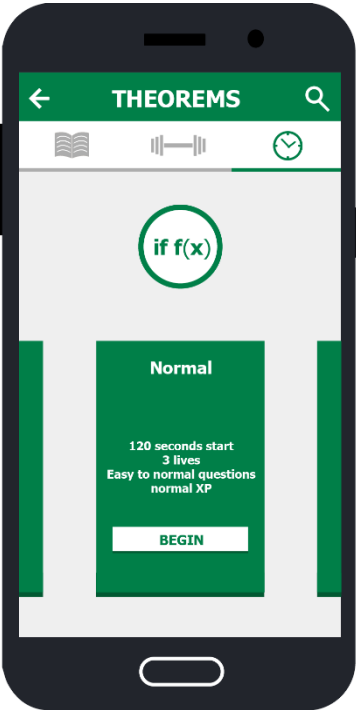 THEOREMS
if f(x)
Normal
120 seconds start
3 lives
Easy to normal questions
normal XP
BEGIN